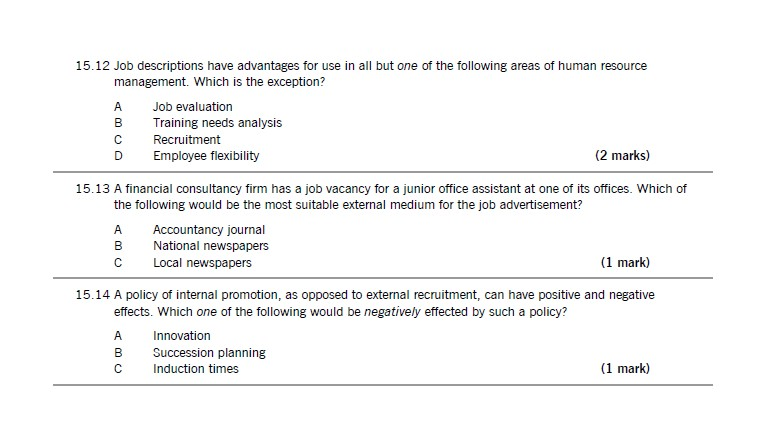 15.12 Job descriptions have advantages for use in all but one of the following areas of human resource
management. Which is the exception?
A Job evaluation
B Training needs analysis
C Recruitment
D Employee flexibility (2 marks)
15.13 A financial consultancy firm has a job vacancy for a junior office assistant at one of its offices. Which of
the following would be the most suitable external medium for the job advertisement?
A Accountancy journal
B National newspapers
C Local newspapers (1 mark)
15.14 A policy of internal promotion, as opposed to external recruitment, can have positive and negative
effects. Which one of the following would be negatively effected by such a policy?
A Innovation
B Succession planning
C Induction times (1 mark)